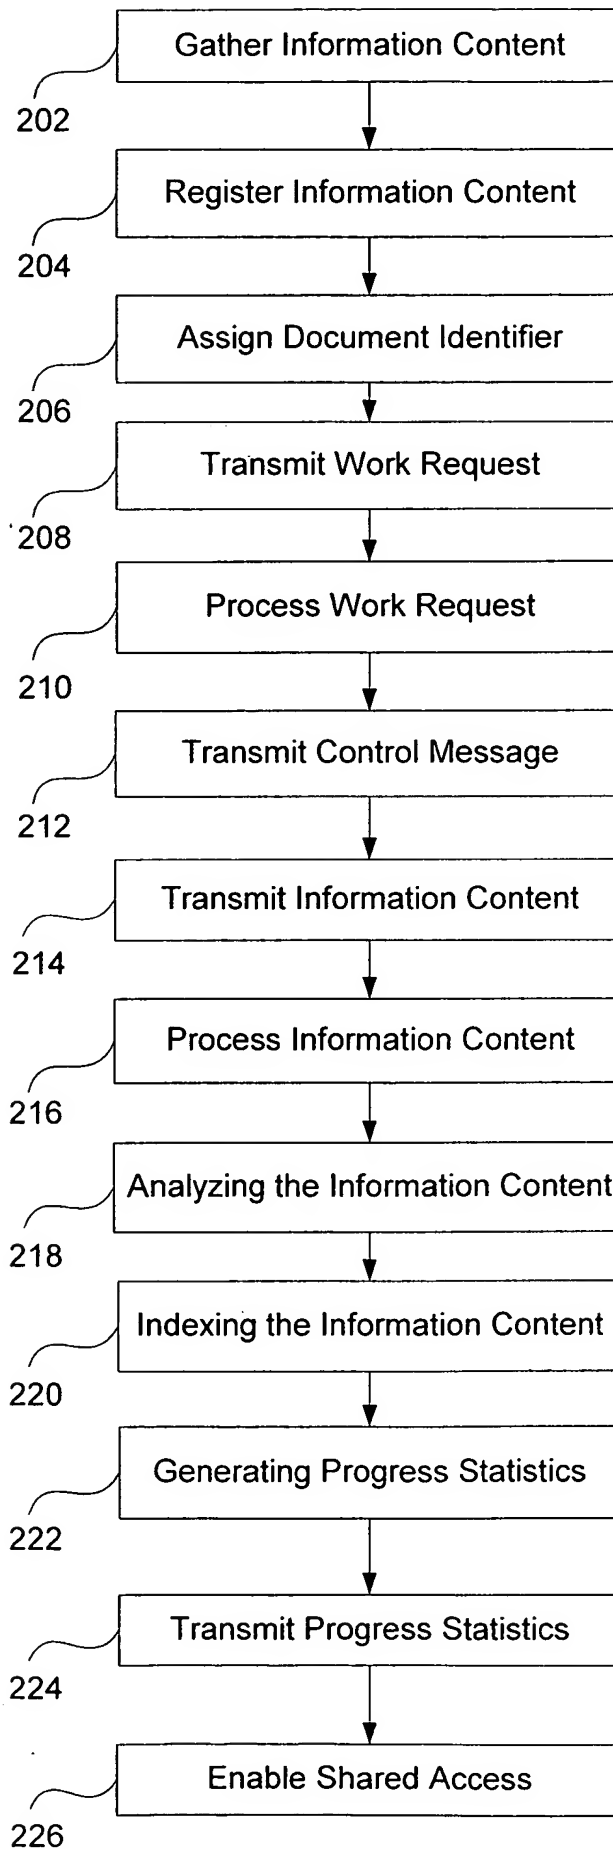 Gather Information Content
202
Register Information Content
204
Assign Document Identifier
206
Transmit Work Request
208
Process Work Request
210
Transmit Control Message
212
Transmit Information Content
214
Process Information Content
216
Analyzing the Information Content
218
Indexing the Information Content
220
Generating Progress Statistics
222
Transmit Progress Statistics
224
Enable Shared Access
226